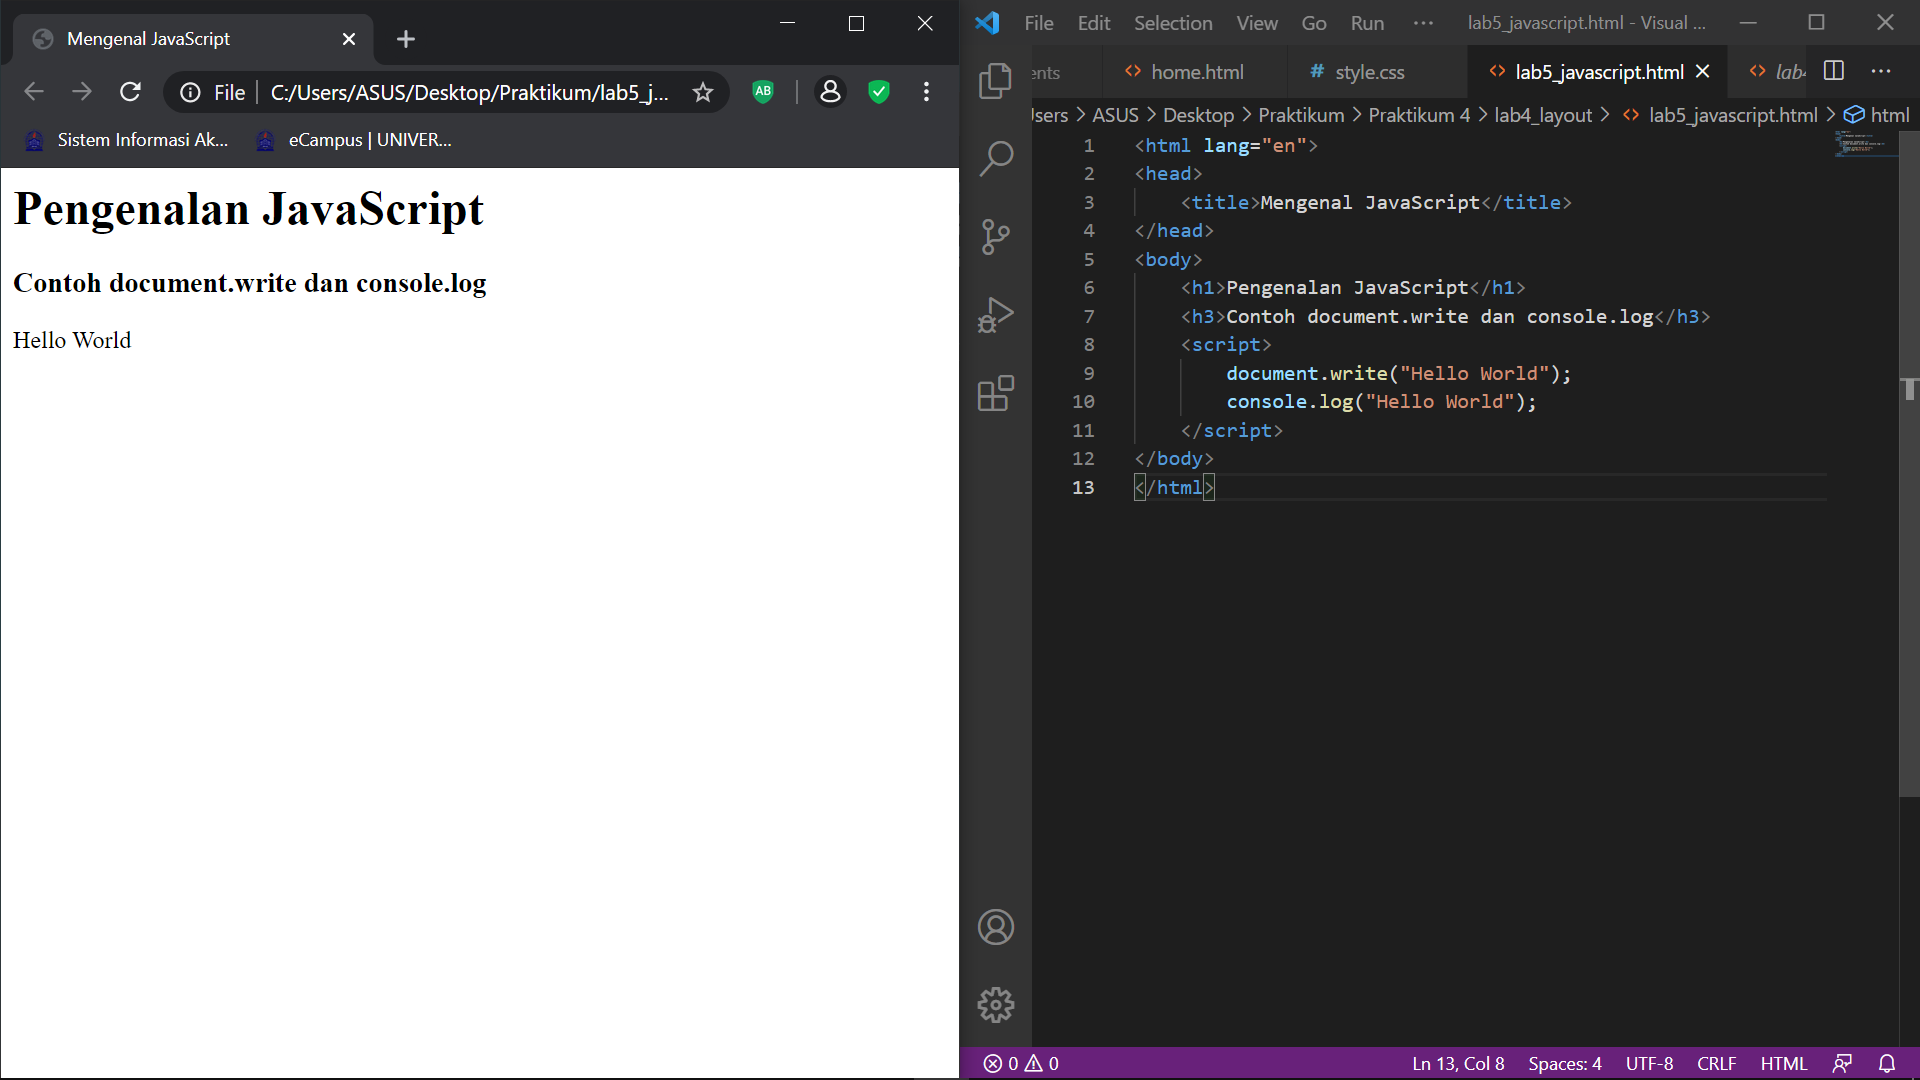 Mengenal JavaScript
File C:/Users/ASUS/Desktop/Praktikum/lab5_j...
AB
Sistem Informasi Ak... eCampus | UNIVER...
Pengenalan JavaScript
Contoh document.write dan console.log
Hello World
File Edit Selection View Go Run ... lab5_javascript.html - Visual ...
ents <> home.html # style.css <> lab5_javascript.html <> lab4
Jsers > ASUS > Desktop > Praktikum > Praktikum 4 > lab4_layout > <> lab5_javascript.html > html
1 <html lang="en">
2 <head>
3 <title>Mengenal JavaScript</title>
4 </head>
5 <body>
6 <h1>Pengenalan JavaScript</h1>
7 <h3>Contoh document.write dan console.log</h3>
8 <script>
9 document.write("Hello World");
10 console.log("Hello World");
11 </script>
12 </body>
13 </html>
0 0 Ln 13, Col 8 Spaces: 4 UTF-8 CRLF HTML